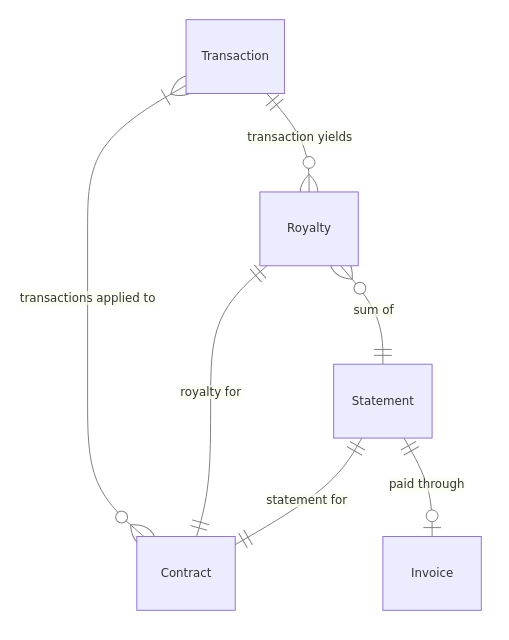 Transaction
transaction yields
Royalty
transactions applied to
sum of
royalty for
Statement
paid through
statement for
Contract
Invoice